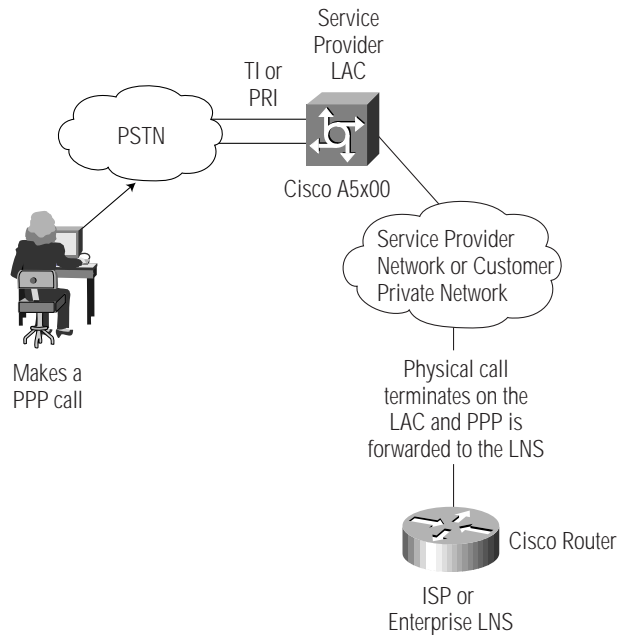 Service
Provider
LAC
TI or
PRI
PSTN
Cisco A5x00
Service Provider
Network or Customer
Private Network
Makes a
PPP call
Physical call
terminates on the
LAC and PPP is
forwarded to the LNS
Cisco Router
ISP or
Enterprise LNS